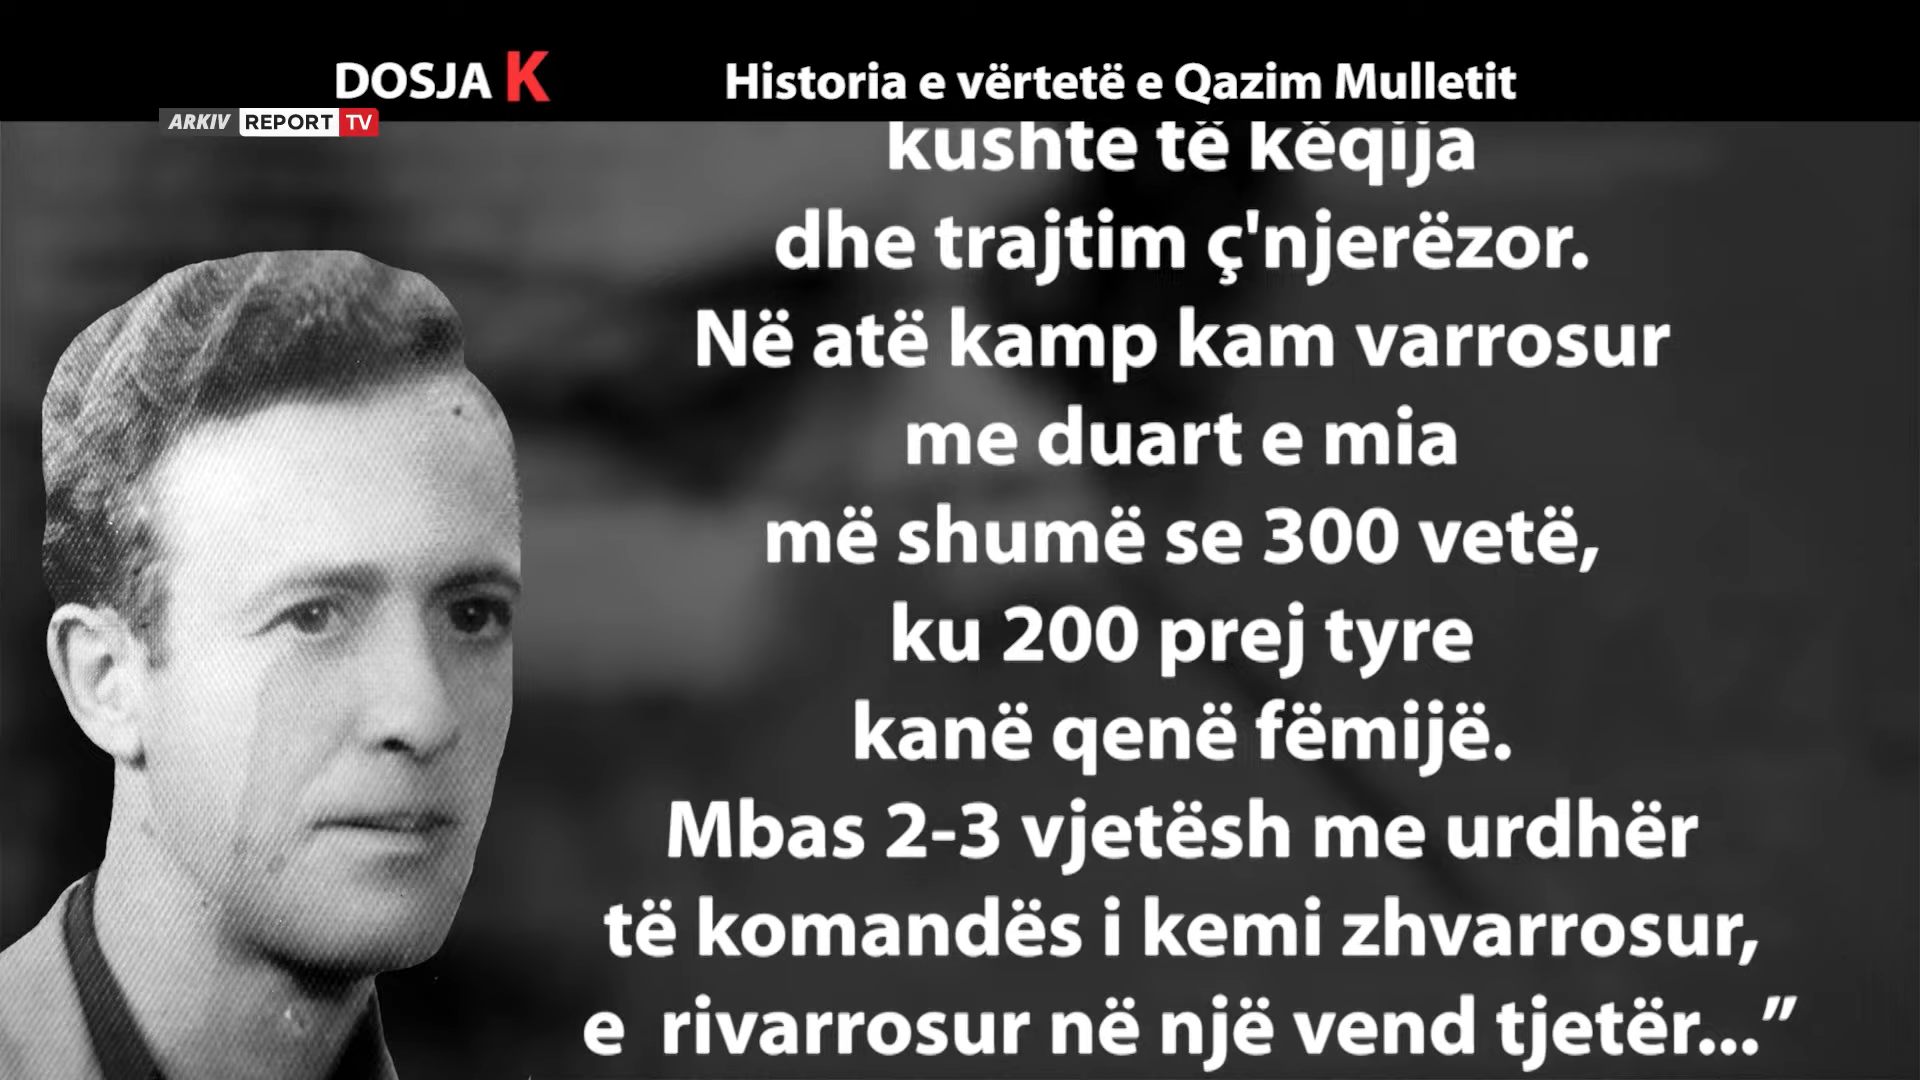 DOSJA K
Historia e vërtetë e Qazim Mulletit
ARKIV REPORT TV
kushte të këqija
dhe trajtim ç'njerëzor.
Në atë kamp kam varrosur
me duart e mia
më shumë se 300 vetë,
ku 200 prej tyre
kanë qenë fëmijë.
Mbas 2-3 vjetësh me urdhër
të komandës i kemi zhvarrosur,
e rivarrosur në një vend tjetër...”